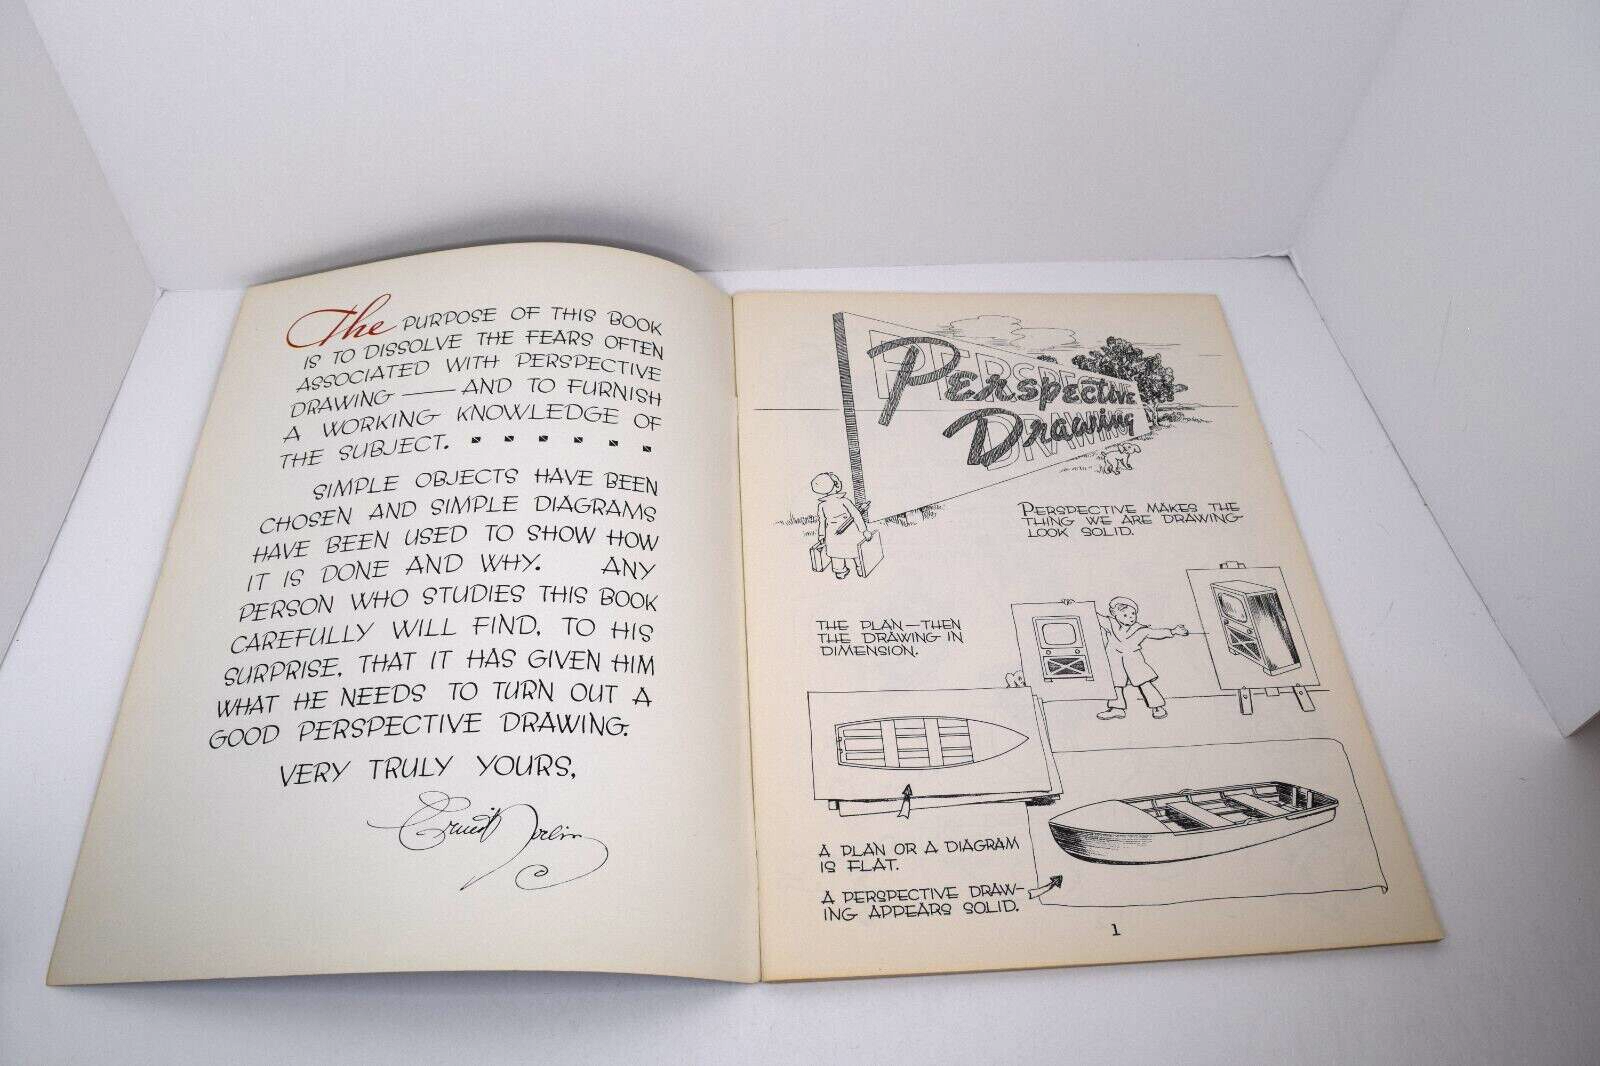 The PURPOSE OF THIS BOOK
IS TO DISSOLVE THE FEARS OFTEN
ASSOCIATED WITH PERSPECTIVE
DRAWING — AND TO FURNISH
A WORKING KNOWLEDGE OF
THE SUBJECT.
SIMPLE OBJECTS HAVE BEEN
CHOSEN AND SIMPLE DIAGRAMS
HAVE BEEN USED TO SHOW HOW
IT IS DONE AND WHY. ANY
PERSON WHO STUDIES THIS BOOK
CAREFULLY WILL FIND, TO HIS
SURPRISE, THAT IT HAS GIVEN HIM
WHAT HE NEEDS TO TURN OUT A
GOOD PERSPECTIVE DRAWING.
VERY TRULY YOURS,
Ernest Norling
PERSPECTIVE
DRAWING
Perspective
Drawing
PERSPECTIVE MAKES THE
THING WE ARE DRAWING
LOOK SOLID.
THE PLAN — THEN
THE DRAWING IN
DIMENSION.
A PLAN OR A DIAGRAM
IS FLAT.
A PERSPECTIVE DRAW-
ING APPEARS SOLID.
1